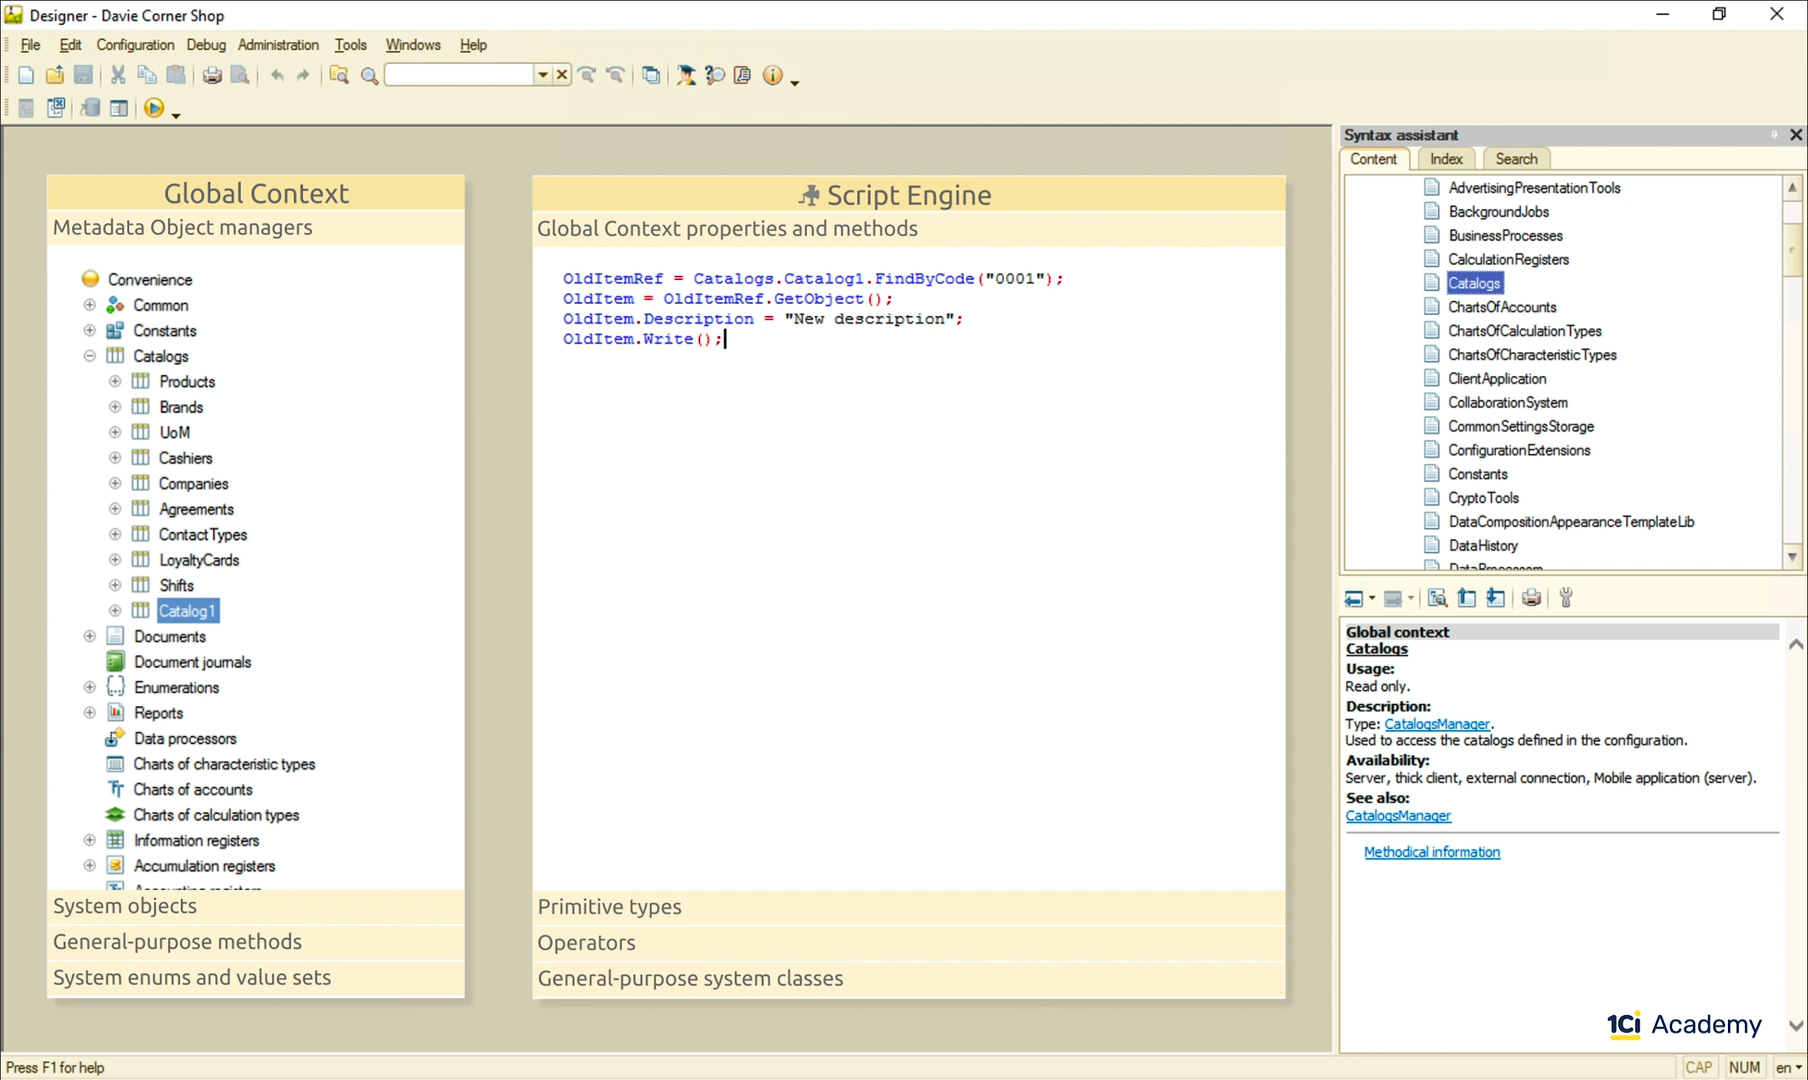 Designer - Davie Corner Shop
File Edit Configuration Debug Administration Tools Windows Help
Global Context
Metadata Object managers
Convenience
Common
Constants
Catalogs
Products
Brands
UoM
Cashiers
Companies
Agreements
ContactTypes
LoyaltyCards
Shifts
Catalog1
Documents
Document journals
Enumerations
Reports
Data processors
Charts of characteristic types
Charts of accounts
Charts of calculation types
Information registers
Accumulation registers
System objects
General-purpose methods
System enums and value sets
Script Engine
Global Context properties and methods
OldItemRef = Catalogs.Catalog1.FindByCode("0001");
OldItem = OldItemRef.GetObject();
OldItem.Description = "New description";
OldItem.Write();
Primitive types
Operators
General-purpose system classes
Syntax assistant
Content Index Search
AdvertisingPresentationTools
BackgroundJobs
BusinessProcesses
CalculationRegisters
Catalogs
ChartsOfAccounts
ChartsOfCalculationTypes
ChartsOfCharacteristicTypes
ClientApplication
CollaborationSystem
CommonSettingsStorage
ConfigurationExtensions
Constants
CryptoTools
DataCompositionAppearanceTemplateLib
DataHistory
Global context
Catalogs
Usage:
Read only.
Description:
Type: CatalogsManager.
Used to access the catalogs defined in the configuration.
Availability:
Server, thick client, external connection, Mobile application (server).
See also:
CatalogsManager
Methodical information
1Ci Academy
Press F1 for help
CAP NUM en